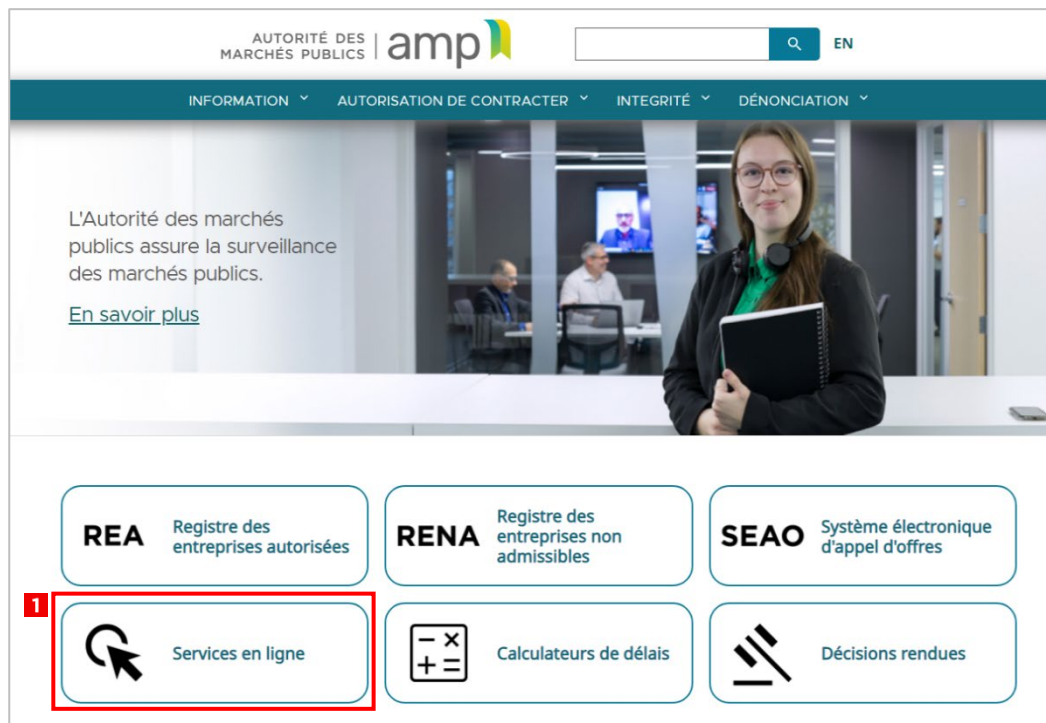 AUTORITÉ DES
MARCHÉS PUBLICS
amp
EN
INFORMATION
AUTORISATION DE CONTRACTER
INTEGRITÉ
DÉNONCIATION
L'Autorité des marchés
publics assure la surveillance
des marchés publics.
En savoir plus
REA
Registre des
entreprises autorisées
RENA
Registre des
entreprises non
admissibles
SEAO
Système électronique
d'appel d'offres
1
Services en ligne
Calculateurs de délais
Décisions rendues